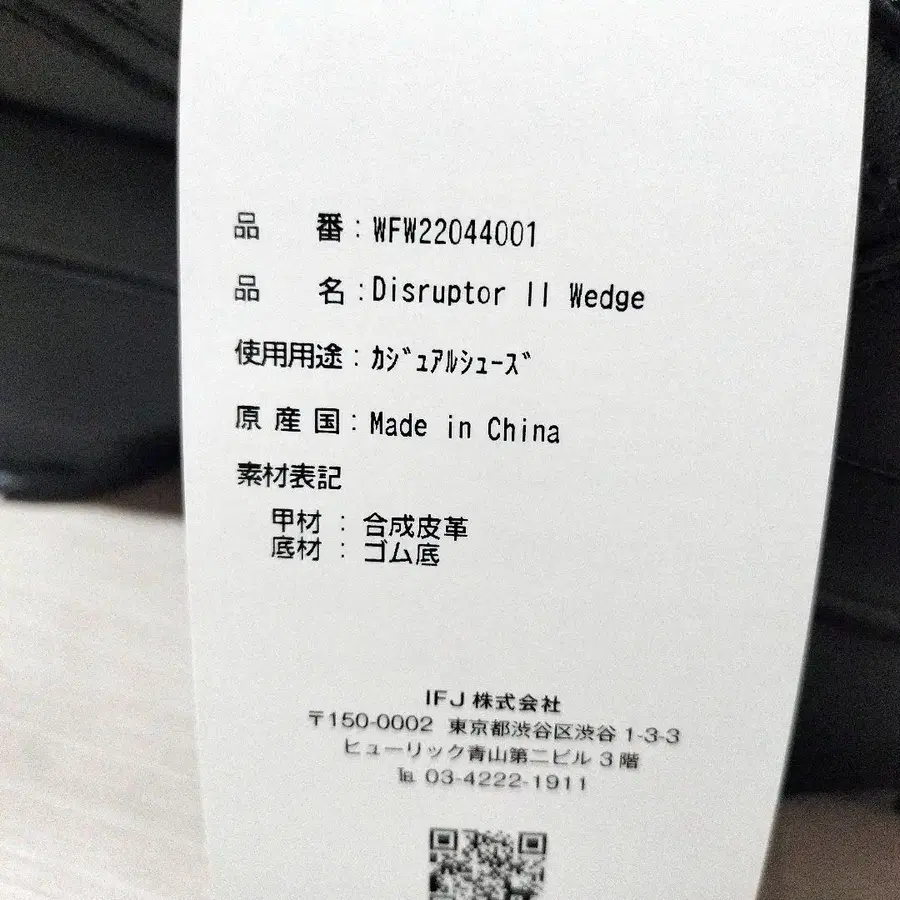 品 番：WFW22044001
品 名：Disruptor II Wedge
使用用途：ｶｼﾞｭｱﾙｼｭｰｽﾞ
原産国：Made in China
素材表記
甲材：合成皮革
底材：ゴム底
IFJ 株式会社
〒150-0002 東京都渋谷区渋谷 1-3-3
ヒューリック青山第二ビル 3 階
℡ 03-4222-1911